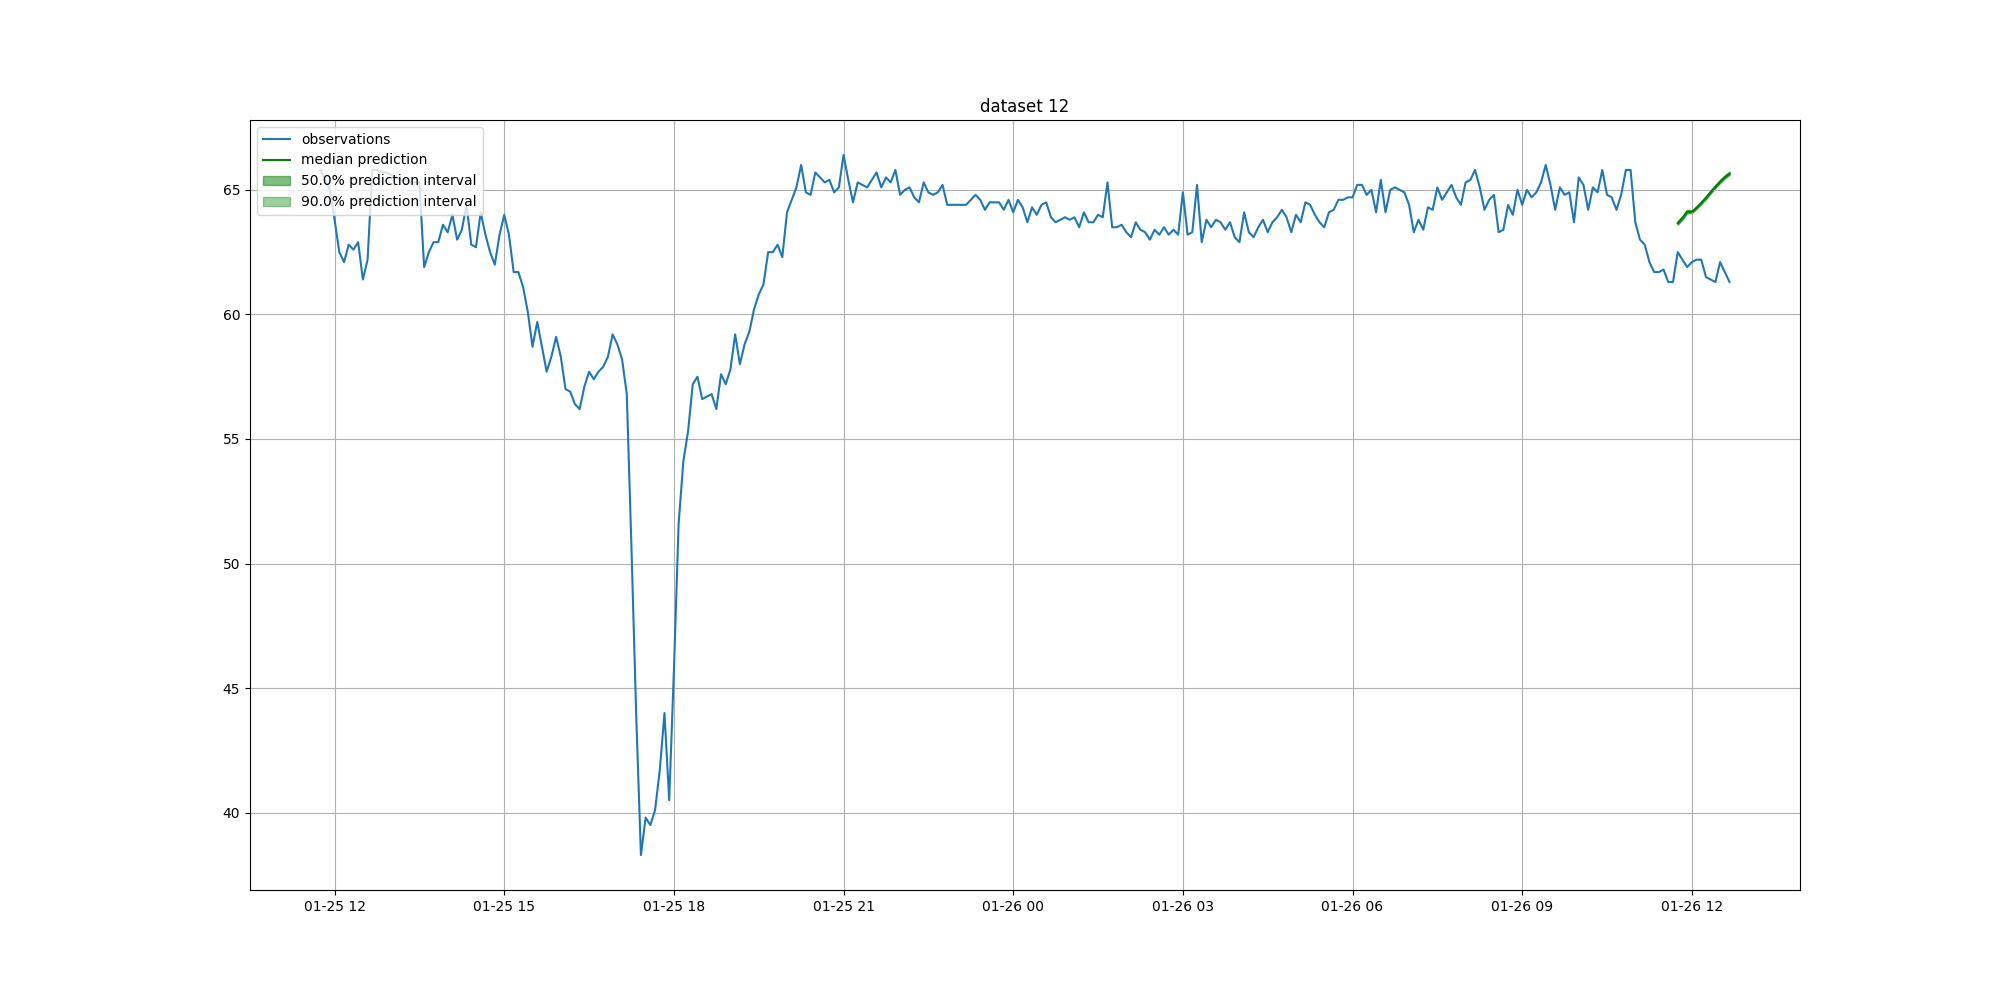 dataset 12
observations
median prediction
50.0% prediction interval
90.0% prediction interval
65
60
55
50
45
40
01-25 12 01-25 15 01-25 18 01-25 21 01-26 00 01-26 03 01-26 06 01-26 09 01-26 12